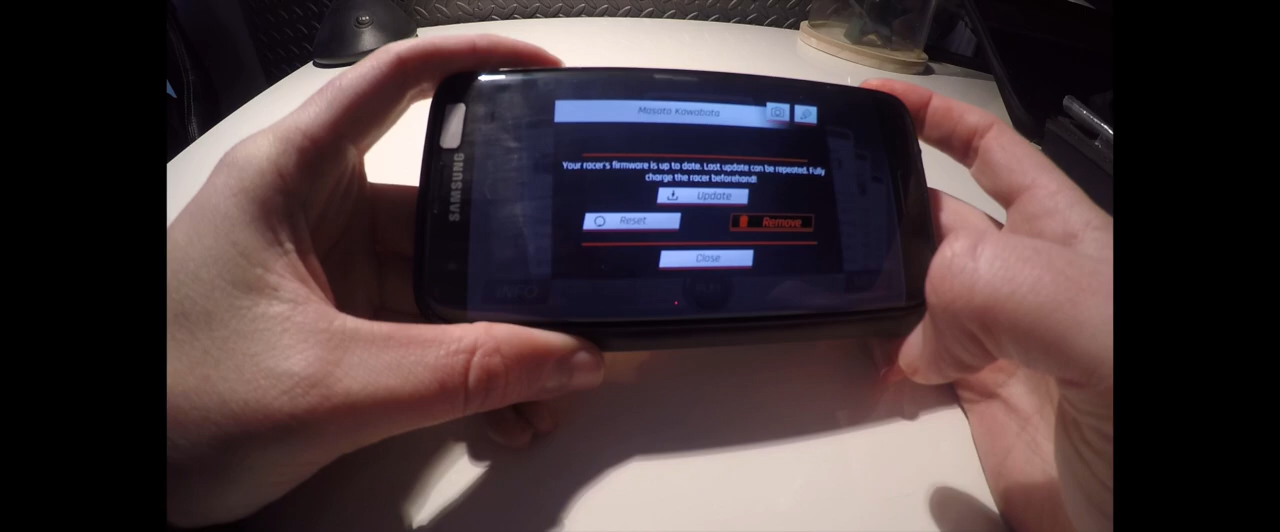 Masata Kawabata
SAMSUNG
Your racer's firmware is up to date. Last update can be repeated. Fully
charge the racer beforehand!
Update
Reset
Remove
Close
INFO